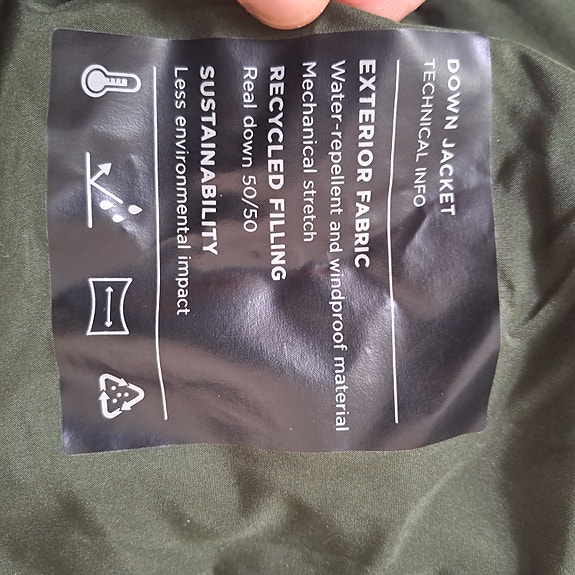 DOWN JACKET
TECHNICAL INFO
EXTERIOR FABRIC
Water-repellent and windproof material
Mechanical stretch
RECYCLED FILLING
Real down 50/50
SUSTAINABILITY
Less environmental impact